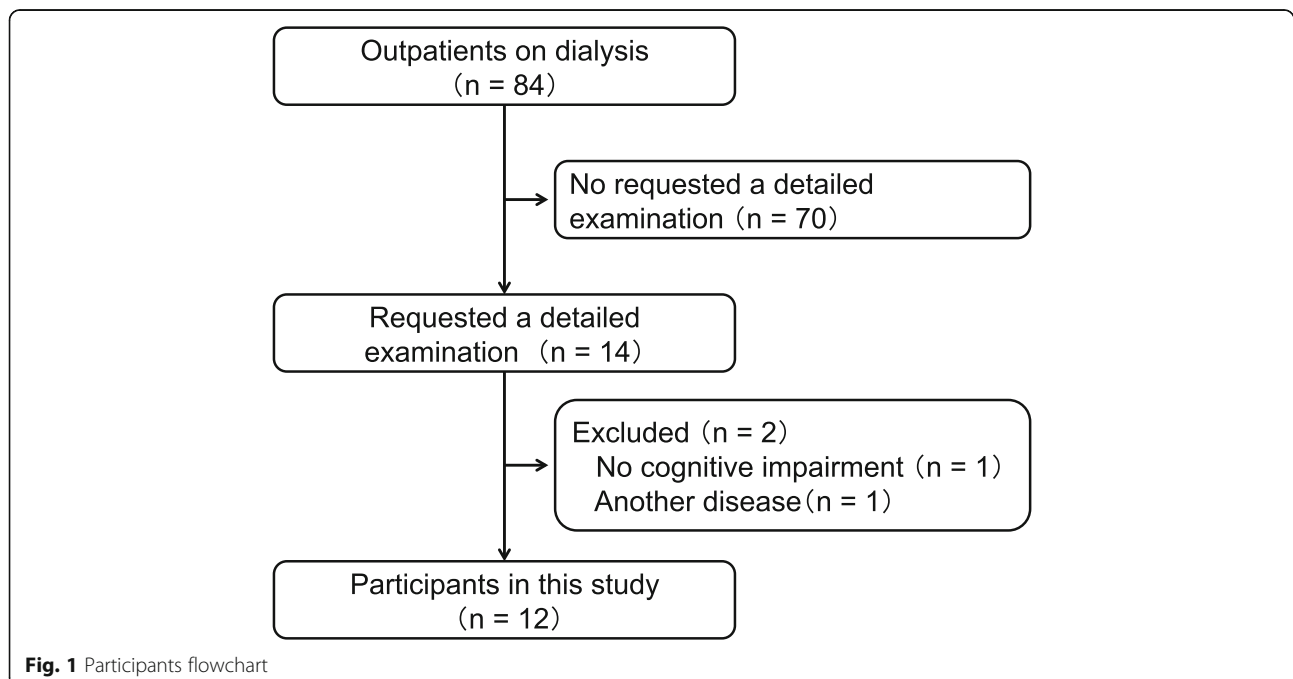 Outpatients on dialysis
（n = 84）
No requested a detailed
examination（n = 70）
Requested a detailed
examination （n = 14）
Excluded（n = 2）
No cognitive impairment（n = 1）
Another disease（n = 1）
Participants in this study
（n = 12）
Fig. 1 Participants flowchart